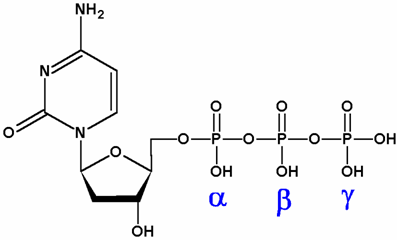 NH2
N
O O O
O N O O P O P O P OH
O OH OH OH
α β γ
OH